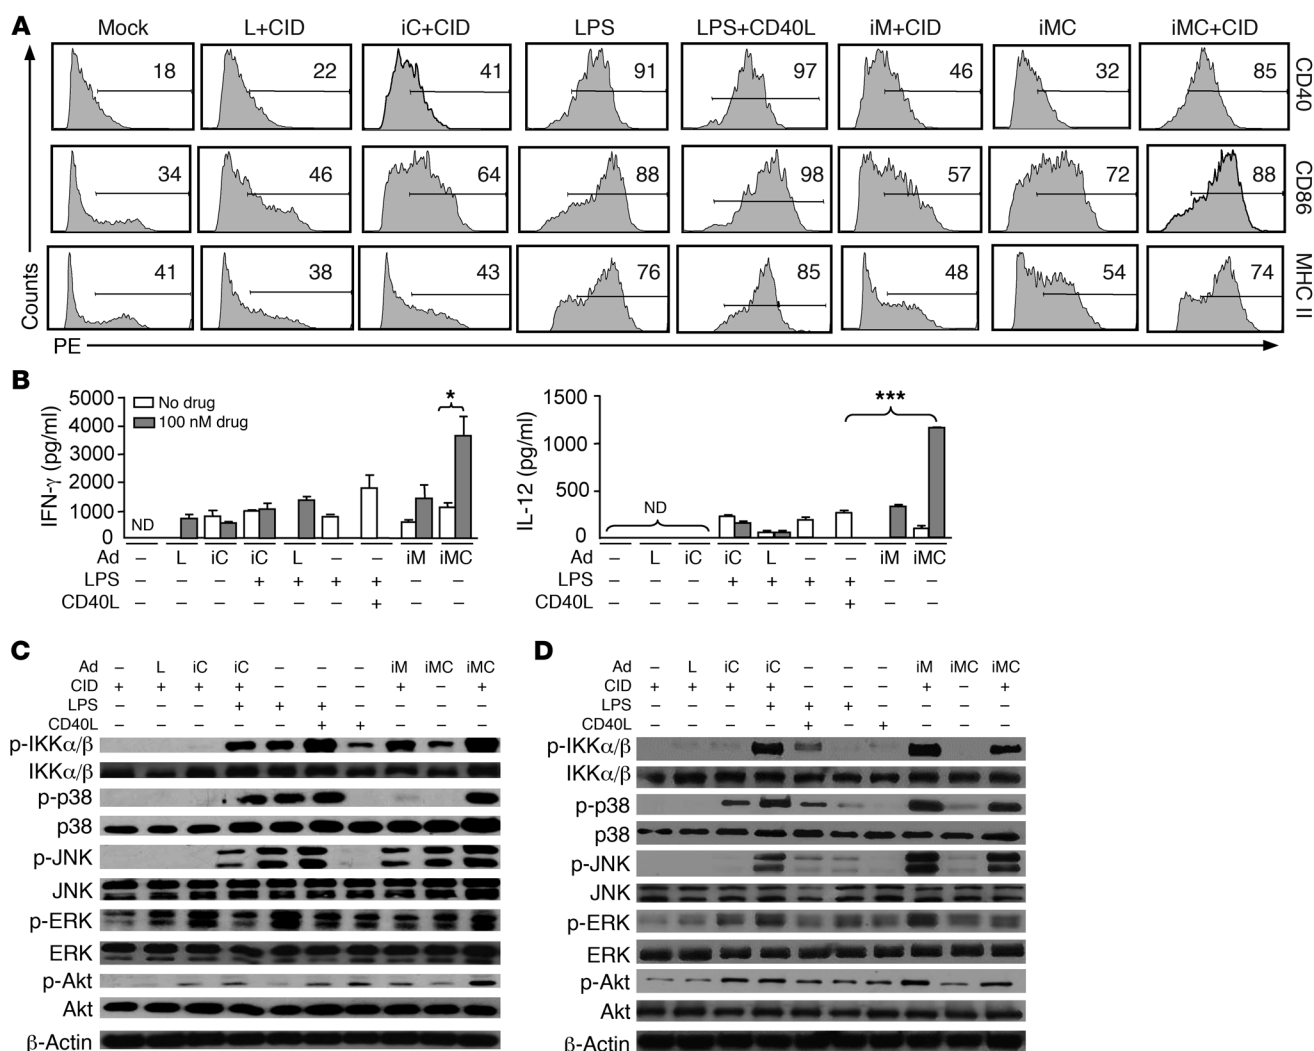 A
Mock L+CID iC+CID LPS LPS+CD40L iM+CID iMC iMC+CID
18 22 41 91 97 46 32 85 CD40
34 46 64 88 98 57 72 88 CD86
41 38 43 76 85 48 54 74 MHC II
Counts
PE
B
IFN-γ (pg/ml)
5000
4000
3000
2000
1000
0
No drug
100 nM drug
*
ND
Ad – L iC iC L – – iM iMC
LPS – – – + + + + – –
CD40L – – – – – – + – –
IL-12 (pg/ml)
1500
1000
500
0
ND
***
Ad – L iC iC L – – iM iMC
LPS – – – + + + + – –
CD40L – – – – – – + – –
C
Ad – L iC iC – – – iM iMC iMC
CID + + + + – – – + – +
LPS – – – + + + – – – –
CD40L – – – – – + + – – –
p-IKKα/β
IKKα/β
p-p38
p38
p-JNK
JNK
p-ERK
ERK
p-Akt
Akt
β-Actin
D
Ad – L iC iC – – – iM iMC iMC
CID + + + + – – – + – +
LPS – – – + + + – – – –
CD40L – – – – + – + – – –
p-IKKα/β
IKKα/β
p-p38
p38
p-JNK
JNK
p-ERK
ERK
p-Akt
Akt
β-Actin